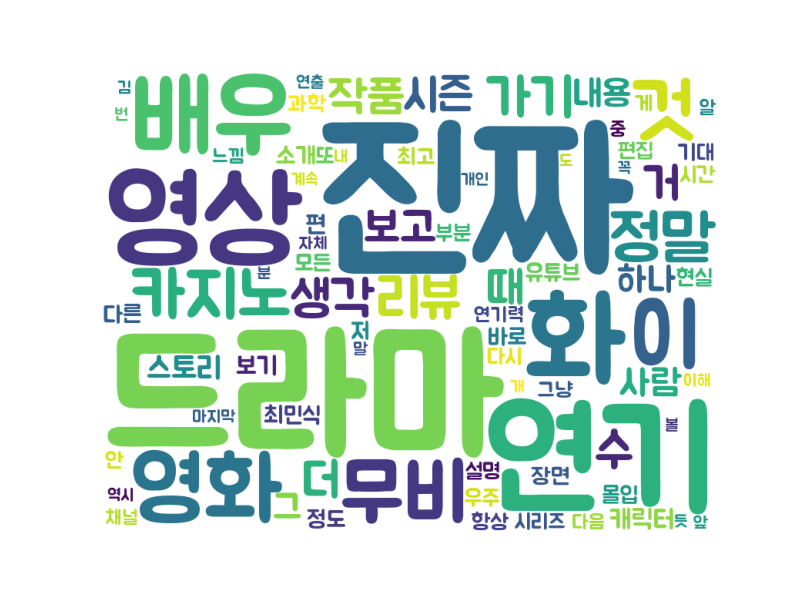 김 연출 작품 시즌 가기 내용 것 게 알
번 배우 과학 진짜 중
느낌 소개 또 내 최고 개인 도 편집 기대
영상 계속 꼭 거 시간
편 보고 부분 정말
자체
카지노 분 모든 생각 리뷰 때 유튜브 하나 현실
다른 저 연기력 화 이
말 바로
스토리 보기 다시 사람 이해
드라마 개 그냥
마지막 최민식 연기 볼
안 영화 더 무비 설명 장면 수
역시 그 우주 몰입
채널 정도 항상 시리즈 다음 캐릭터 듯 앞